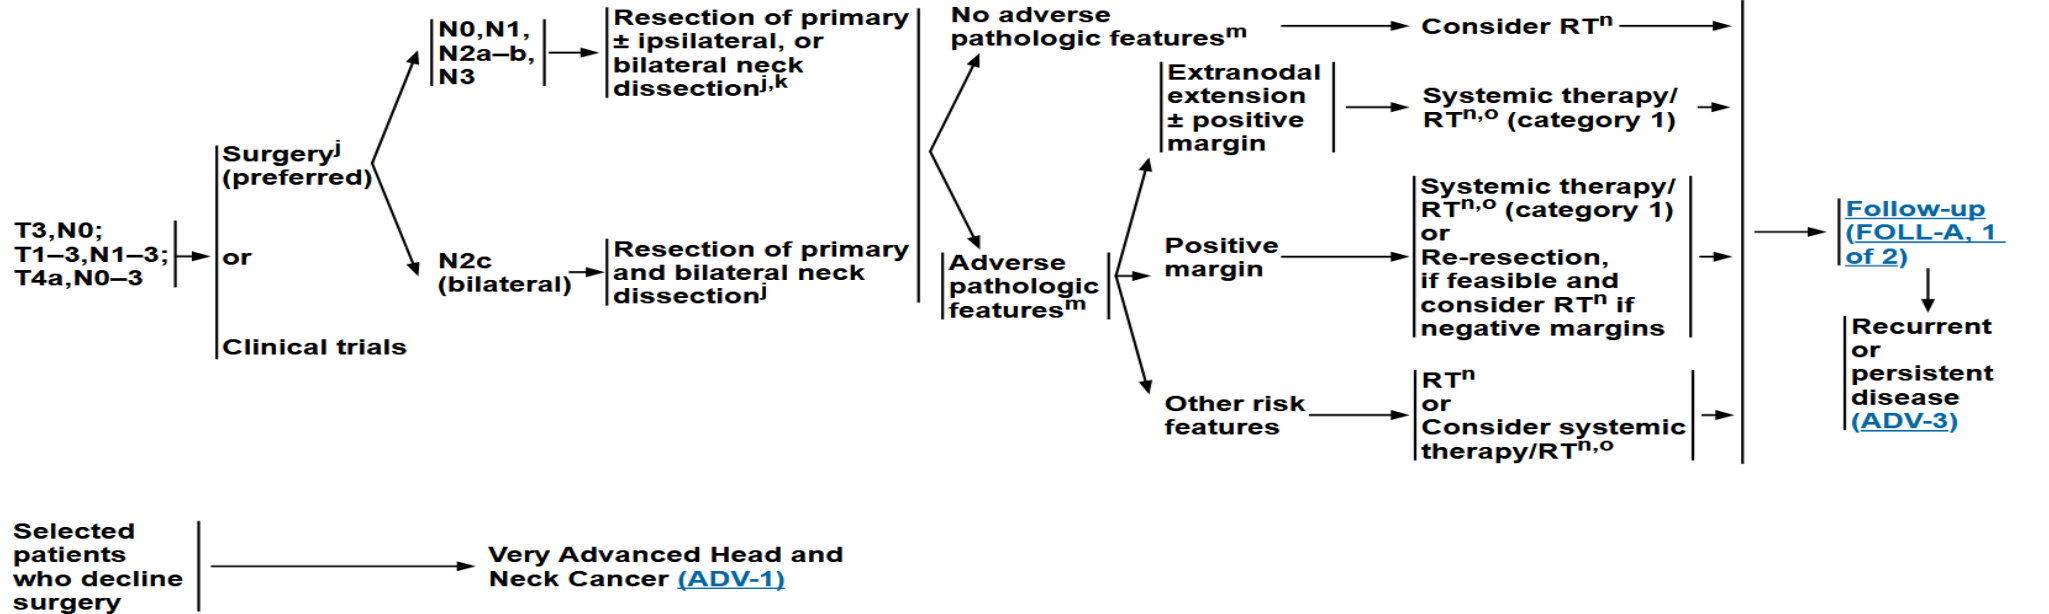 T3,N0;
T1–3,N1–3;
T4a,N0–3
Surgeryj
(preferred)
or
Clinical trials
N0,N1,
N2a–b,
N3
N2c
(bilateral)
Resection of primary
± ipsilateral, or
bilateral neck
dissectionj,k
Resection of primary
and bilateral neck
dissectionj
No adverse
pathologic featuresm
Adverse
pathologic
featuresm
Extranodal
extension
± positive
margin
Positive
margin
Other risk
features
Consider RTn
Systemic therapy/
RTn,o (category 1)
Systemic therapy/
RTn,o (category 1)
or
Re-resection,
if feasible and
consider RTn if
negative margins
RTn
or
Consider systemic
therapy/RTn,o
Follow-up
(FOLL-A, 1
of 2)
Recurrent
or
persistent
disease
(ADV-3)
Selected
patients
who decline
surgery
Very Advanced Head and
Neck Cancer (ADV-1)